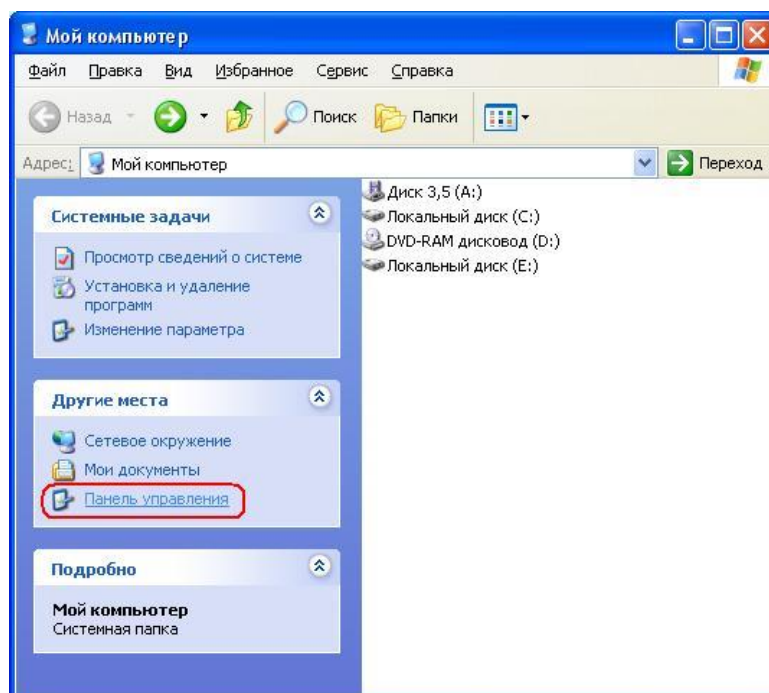 Мой компьютер
Файл Правка Вид Избранное Сервис Справка
Назад Поиск Папки
Адрес: Мой компьютер Переход
Системные задачи
Просмотр сведений о системе
Установка и удаление
программ
Изменение параметра
Другие места
Сетевое окружение
Мои документы
Панель управления
Подробно
Мой компьютер
Системная папка
Диск 3,5 (A:)
Локальный диск (C:)
DVD-RAM дисковод (D:)
Локальный диск (E:)